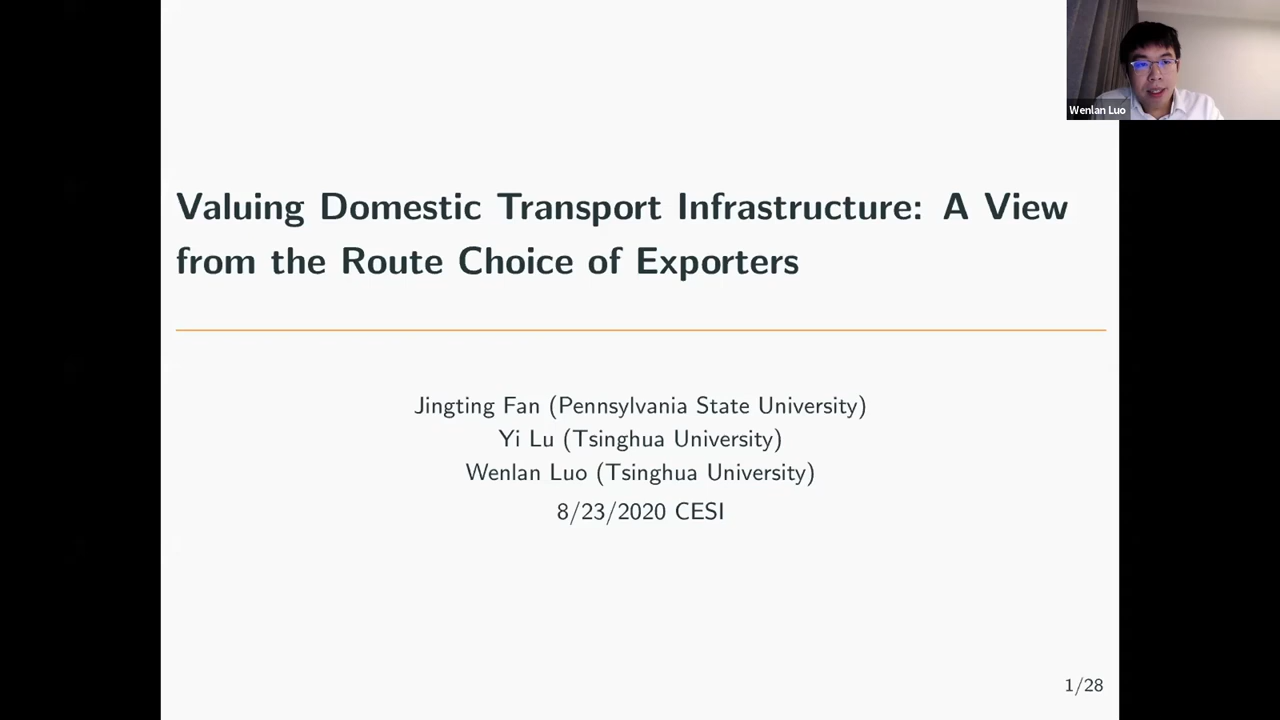 Wenlan Luo
Valuing Domestic Transport Infrastructure: A View
from the Route Choice of Exporters
Jingting Fan (Pennsylvania State University)
Yi Lu (Tsinghua University)
Wenlan Luo (Tsinghua University)
8/23/2020 CESI
1/28